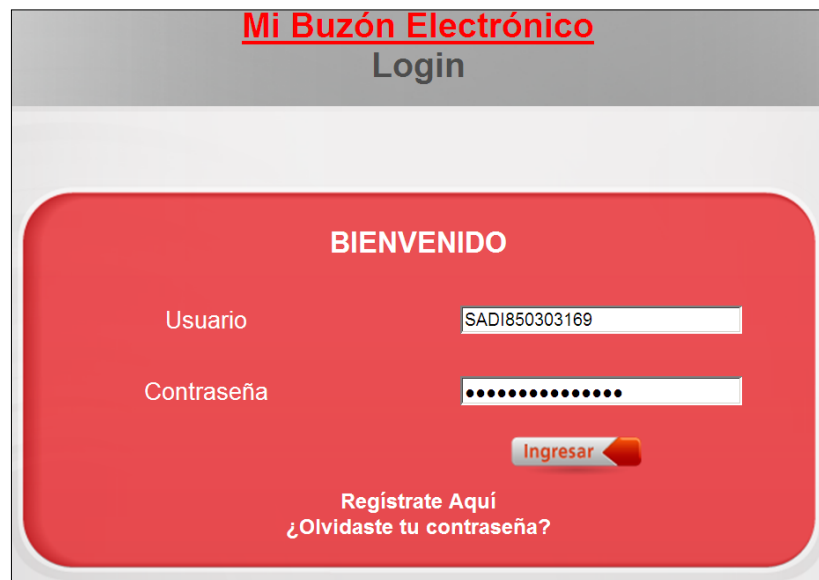 Mi Buzón Electrónico
Login
BIENVENIDO
Usuario SADI850303169
Contraseña •••••••••••••••
Ingresar
Regístrate Aquí
¿Olvidaste tu contraseña?